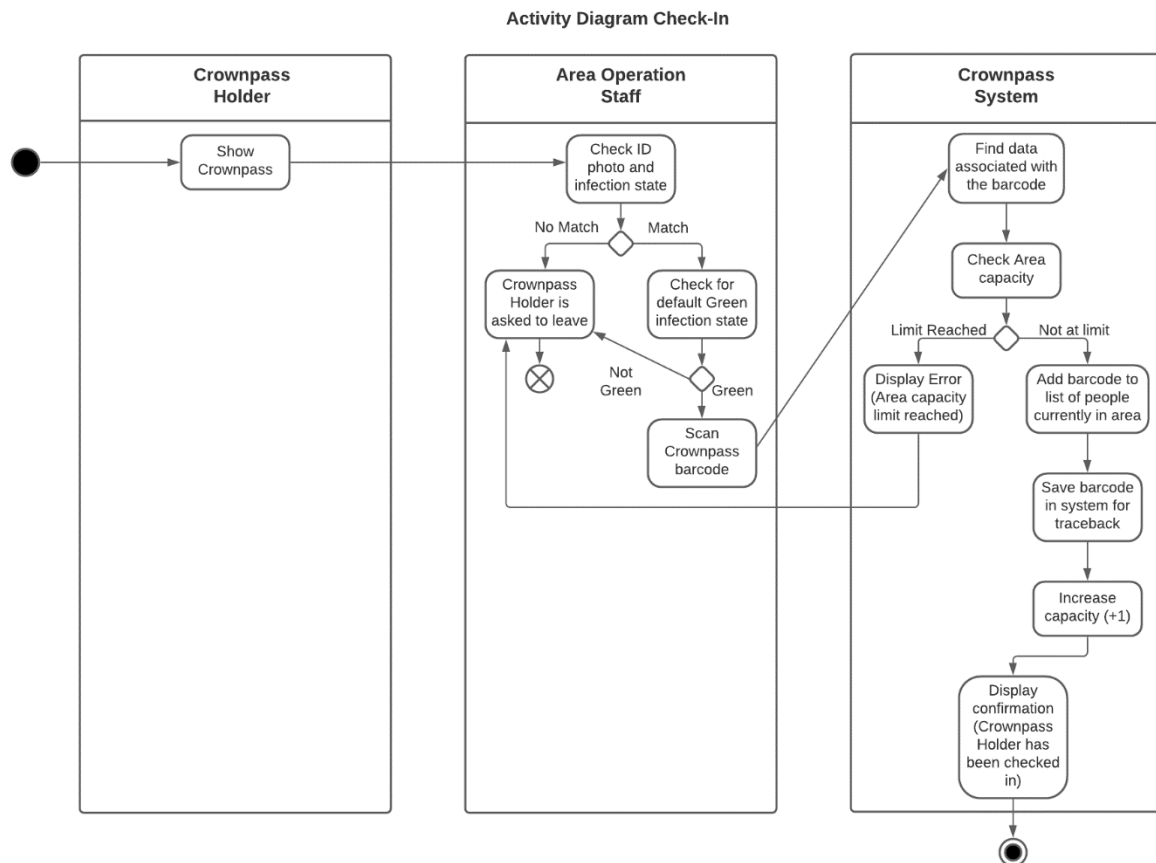 Activity Diagram Check-In
Crownpass
Holder
Area Operation
Staff
Crownpass
System
Show
Crownpass
Check ID
photo and
infection state
No Match
Match
Crownpass
Holder is
asked to leave
Check for
default Green
infection state
Not
Green
Green
Scan
Crownpass
barcode
Find data
associated with
the barcode
Check Area
capacity
Limit Reached
Not at limit
Display Error
(Area capacity
limit reached)
Add barcode to
list of people
currently in area
Save barcode
in system for
traceback
Increase
capacity (+1)
Display
confirmation
(Crownpass
Holder has
been checked
in)